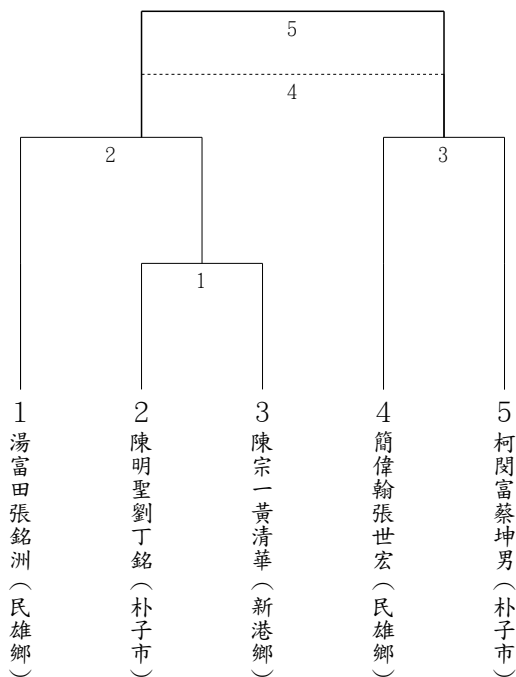 5
4
2
3
1
1
2
3
4
5
湯富田張銘洲（民雄鄉）
陳明聖劉丁銘（朴子市）
陳宗一黃清華（新港鄉）
簡偉翰張世宏（民雄鄉）
柯閔富蔡坤男（朴子市）